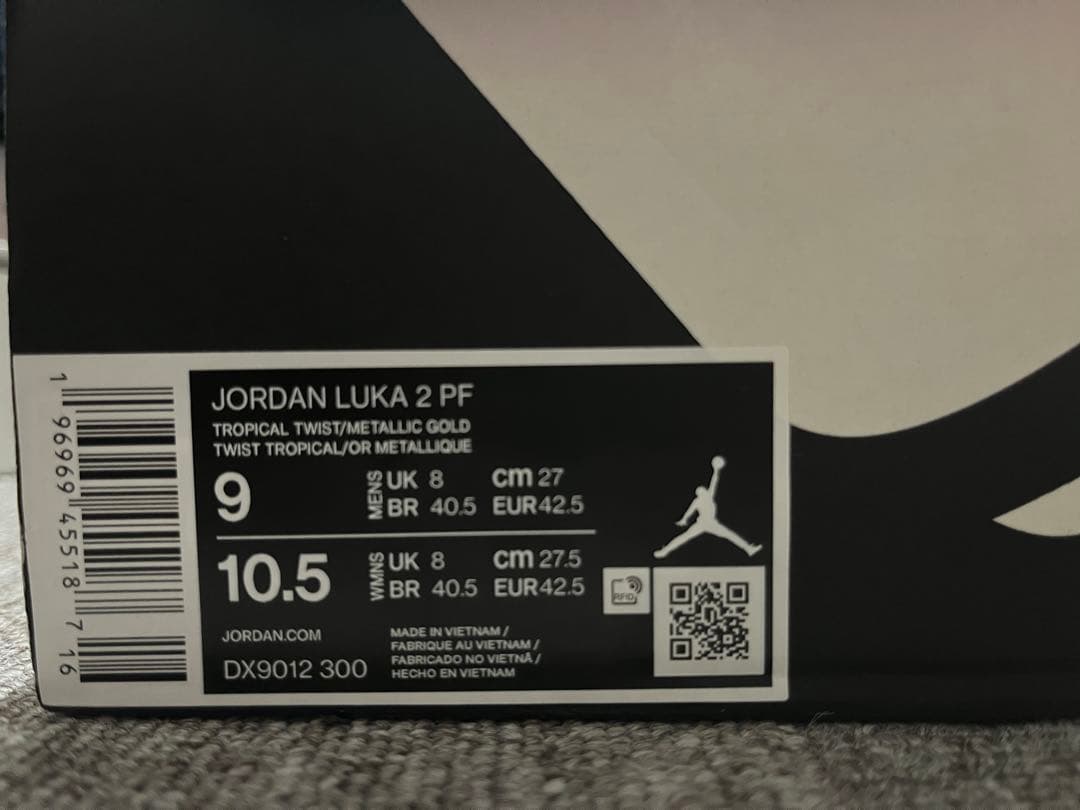 JORDAN LUKA 2 PF
TROPICAL TWIST/METALLIC GOLD
TWIST TROPICAL/OR METALLIQUE
9 MENS UK 8 cm 27
BR 40.5 EUR 42.5
10.5 WMNS UK 8 cm 27.5
BR 40.5 EUR 42.5
RFID
JORDAN.COM
DX9012 300
MADE IN VIETNAM /
FABRIQUE AU VIETNAM /
FABRICADO NO VIETNÃ /
HECHO EN VIETNAM
1 96969 45518 7 16